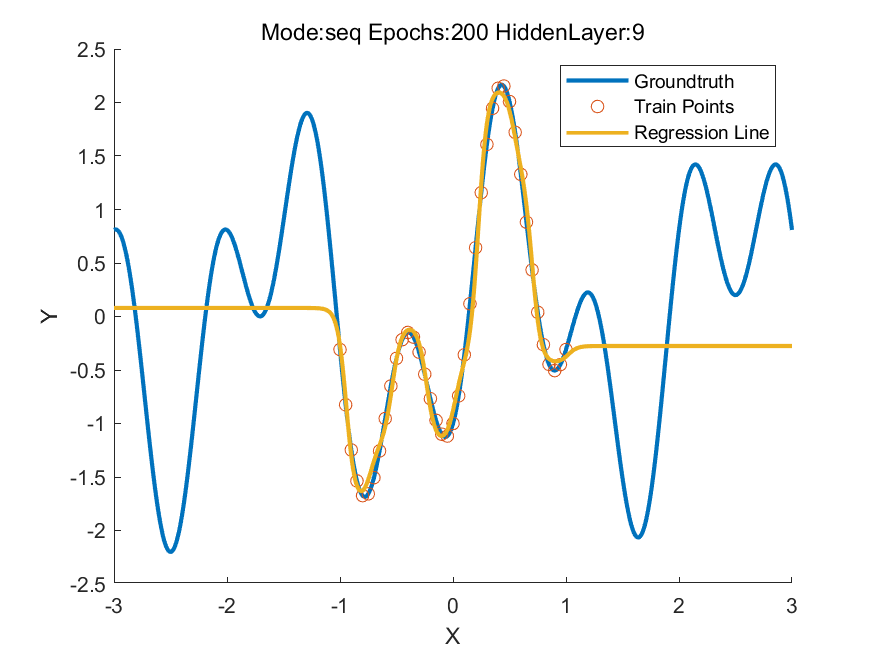 Mode:seq Epochs:200 HiddenLayer:9
Groundtruth
Train Points
Regression Line
2.5
2
1.5
1
0.5
0
-0.5
-1
-1.5
-2
-2.5
Y
-3 -2 -1 0 1 2 3
X